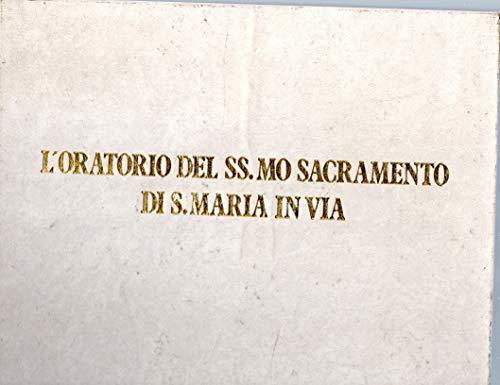 L'ORATORIO DEL SS.MO SACRAMENTO
DI S.MARIA IN VIA